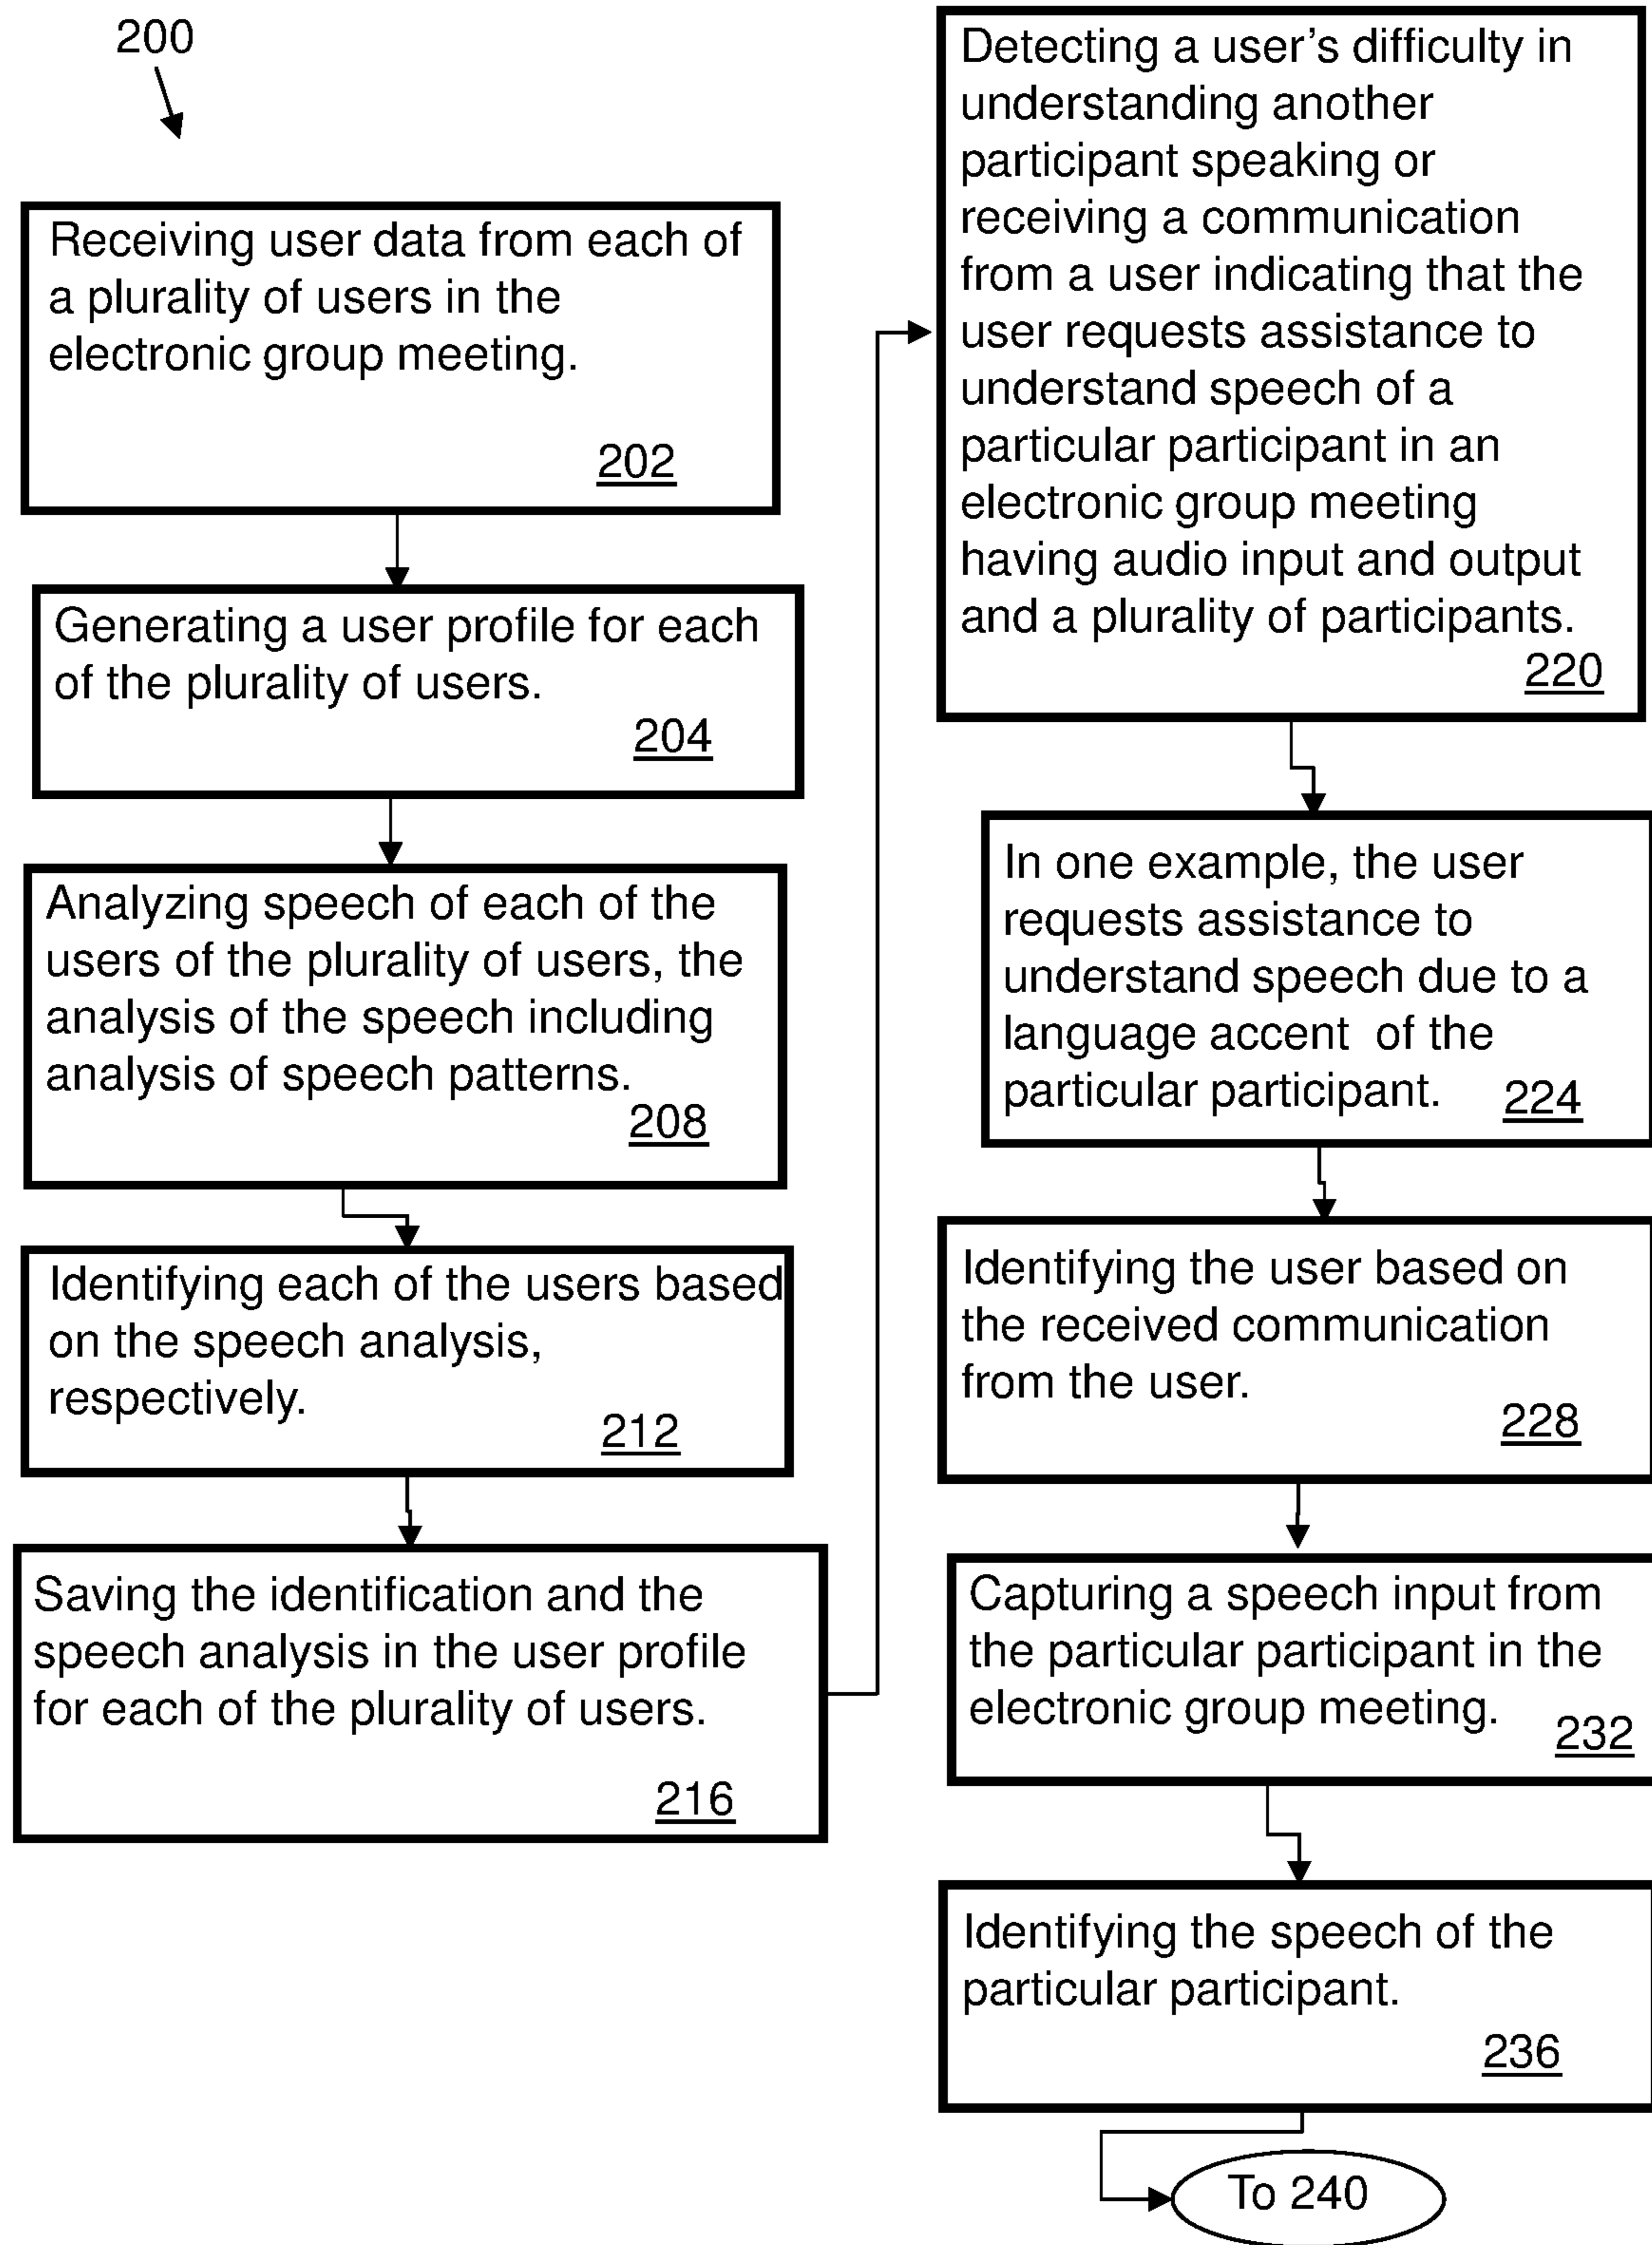 200
Receiving user data from each of
a plurality of users in the
electronic group meeting.
202
Generating a user profile for each
of the plurality of users.
204
Analyzing speech of each of the
users of the plurality of users, the
analysis of the speech including
analysis of speech patterns.
208
Identifying each of the users based
on the speech analysis,
respectively.
212
Saving the identification and the
speech analysis in the user profile
for each of the plurality of users.
216
Detecting a user’s difficulty in
understanding another
participant speaking or
receiving a communication
from a user indicating that the
user requests assistance to
understand speech of a
particular participant in an
electronic group meeting
having audio input and output
and a plurality of participants.
220
In one example, the user
requests assistance to
understand speech due to a
language accent of the
particular participant.
224
Identifying the user based on
the received communication
from the user.
228
Capturing a speech input from
the particular participant in the
electronic group meeting.
232
Identifying the speech of the
particular participant.
236
To 240